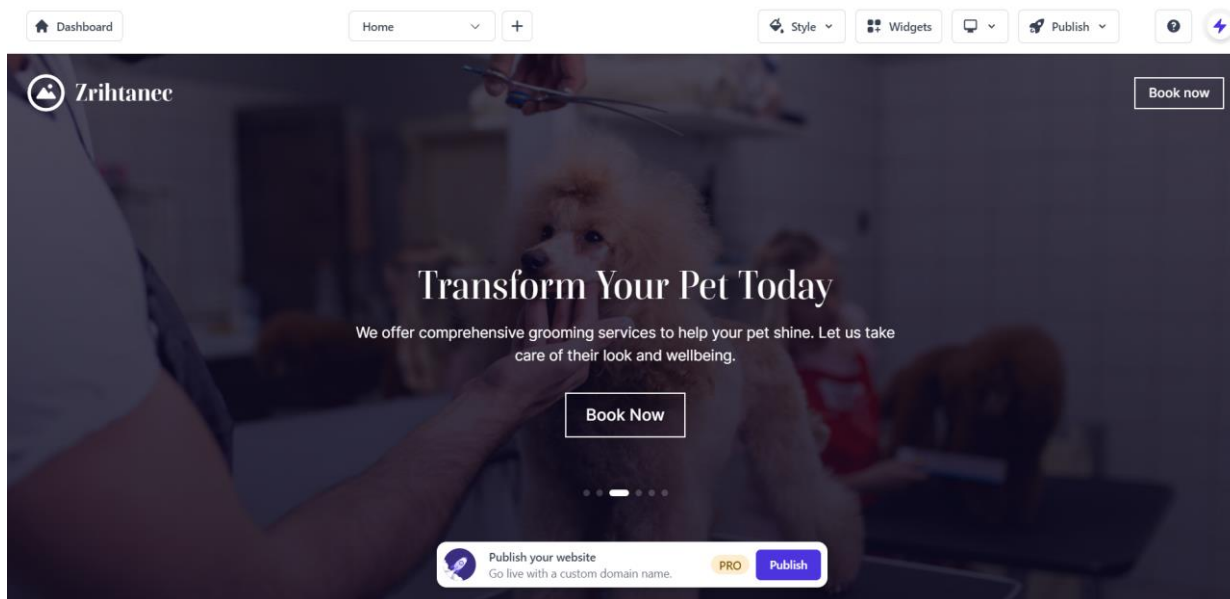 Dashboard
Home
Style
Widgets
Publish
Zrihtanec
Book now
Transform Your Pet Today
We offer comprehensive grooming services to help your pet shine. Let us take
care of their look and wellbeing.
Book Now
Publish your website
Go live with a custom domain name.
PRO
Publish